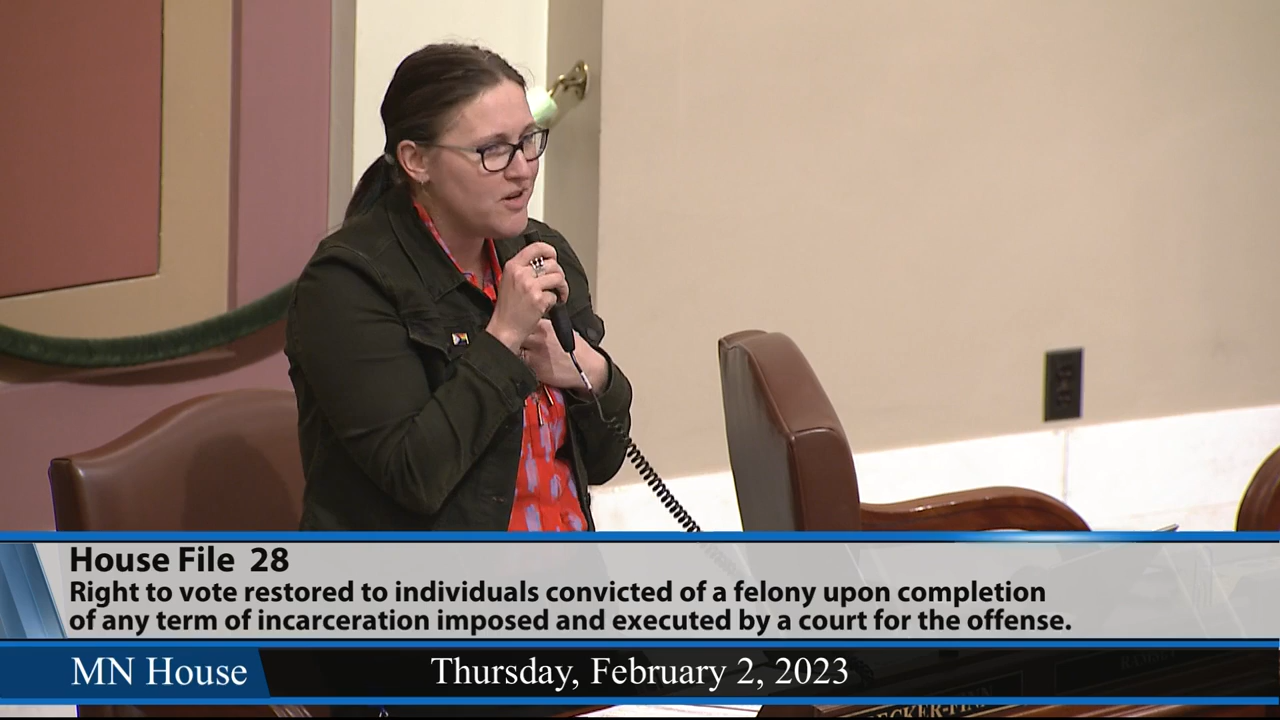 House File 28
Right to vote restored to individuals convicted of a felony upon completion
of any term of incarceration imposed and executed by a court for the offense.
MN House
Thursday, February 2, 2023